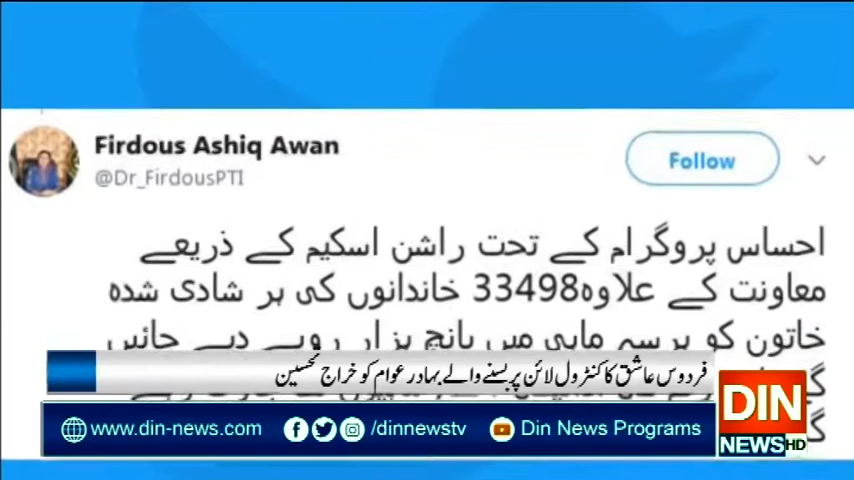 Firdous Ashiq Awan
@Dr_FirdousPTI
Follow
احساس پروگرام کے تحت راشن اسکیم کے ذریعے
معاونت کے علاوہ33498 خاندانوں کی ہر شادی شدہ
خاتون کو ہر سہ ماہی میں پانچ ہزار روپے دیے جائیں
فردوس عاشق کا کنٹرول لائن پر بسنے والے بہادر عوام کو خراج تحسین
www.din-news.com
/dinnewstv
Din News Programs
DIN
NEWS HD